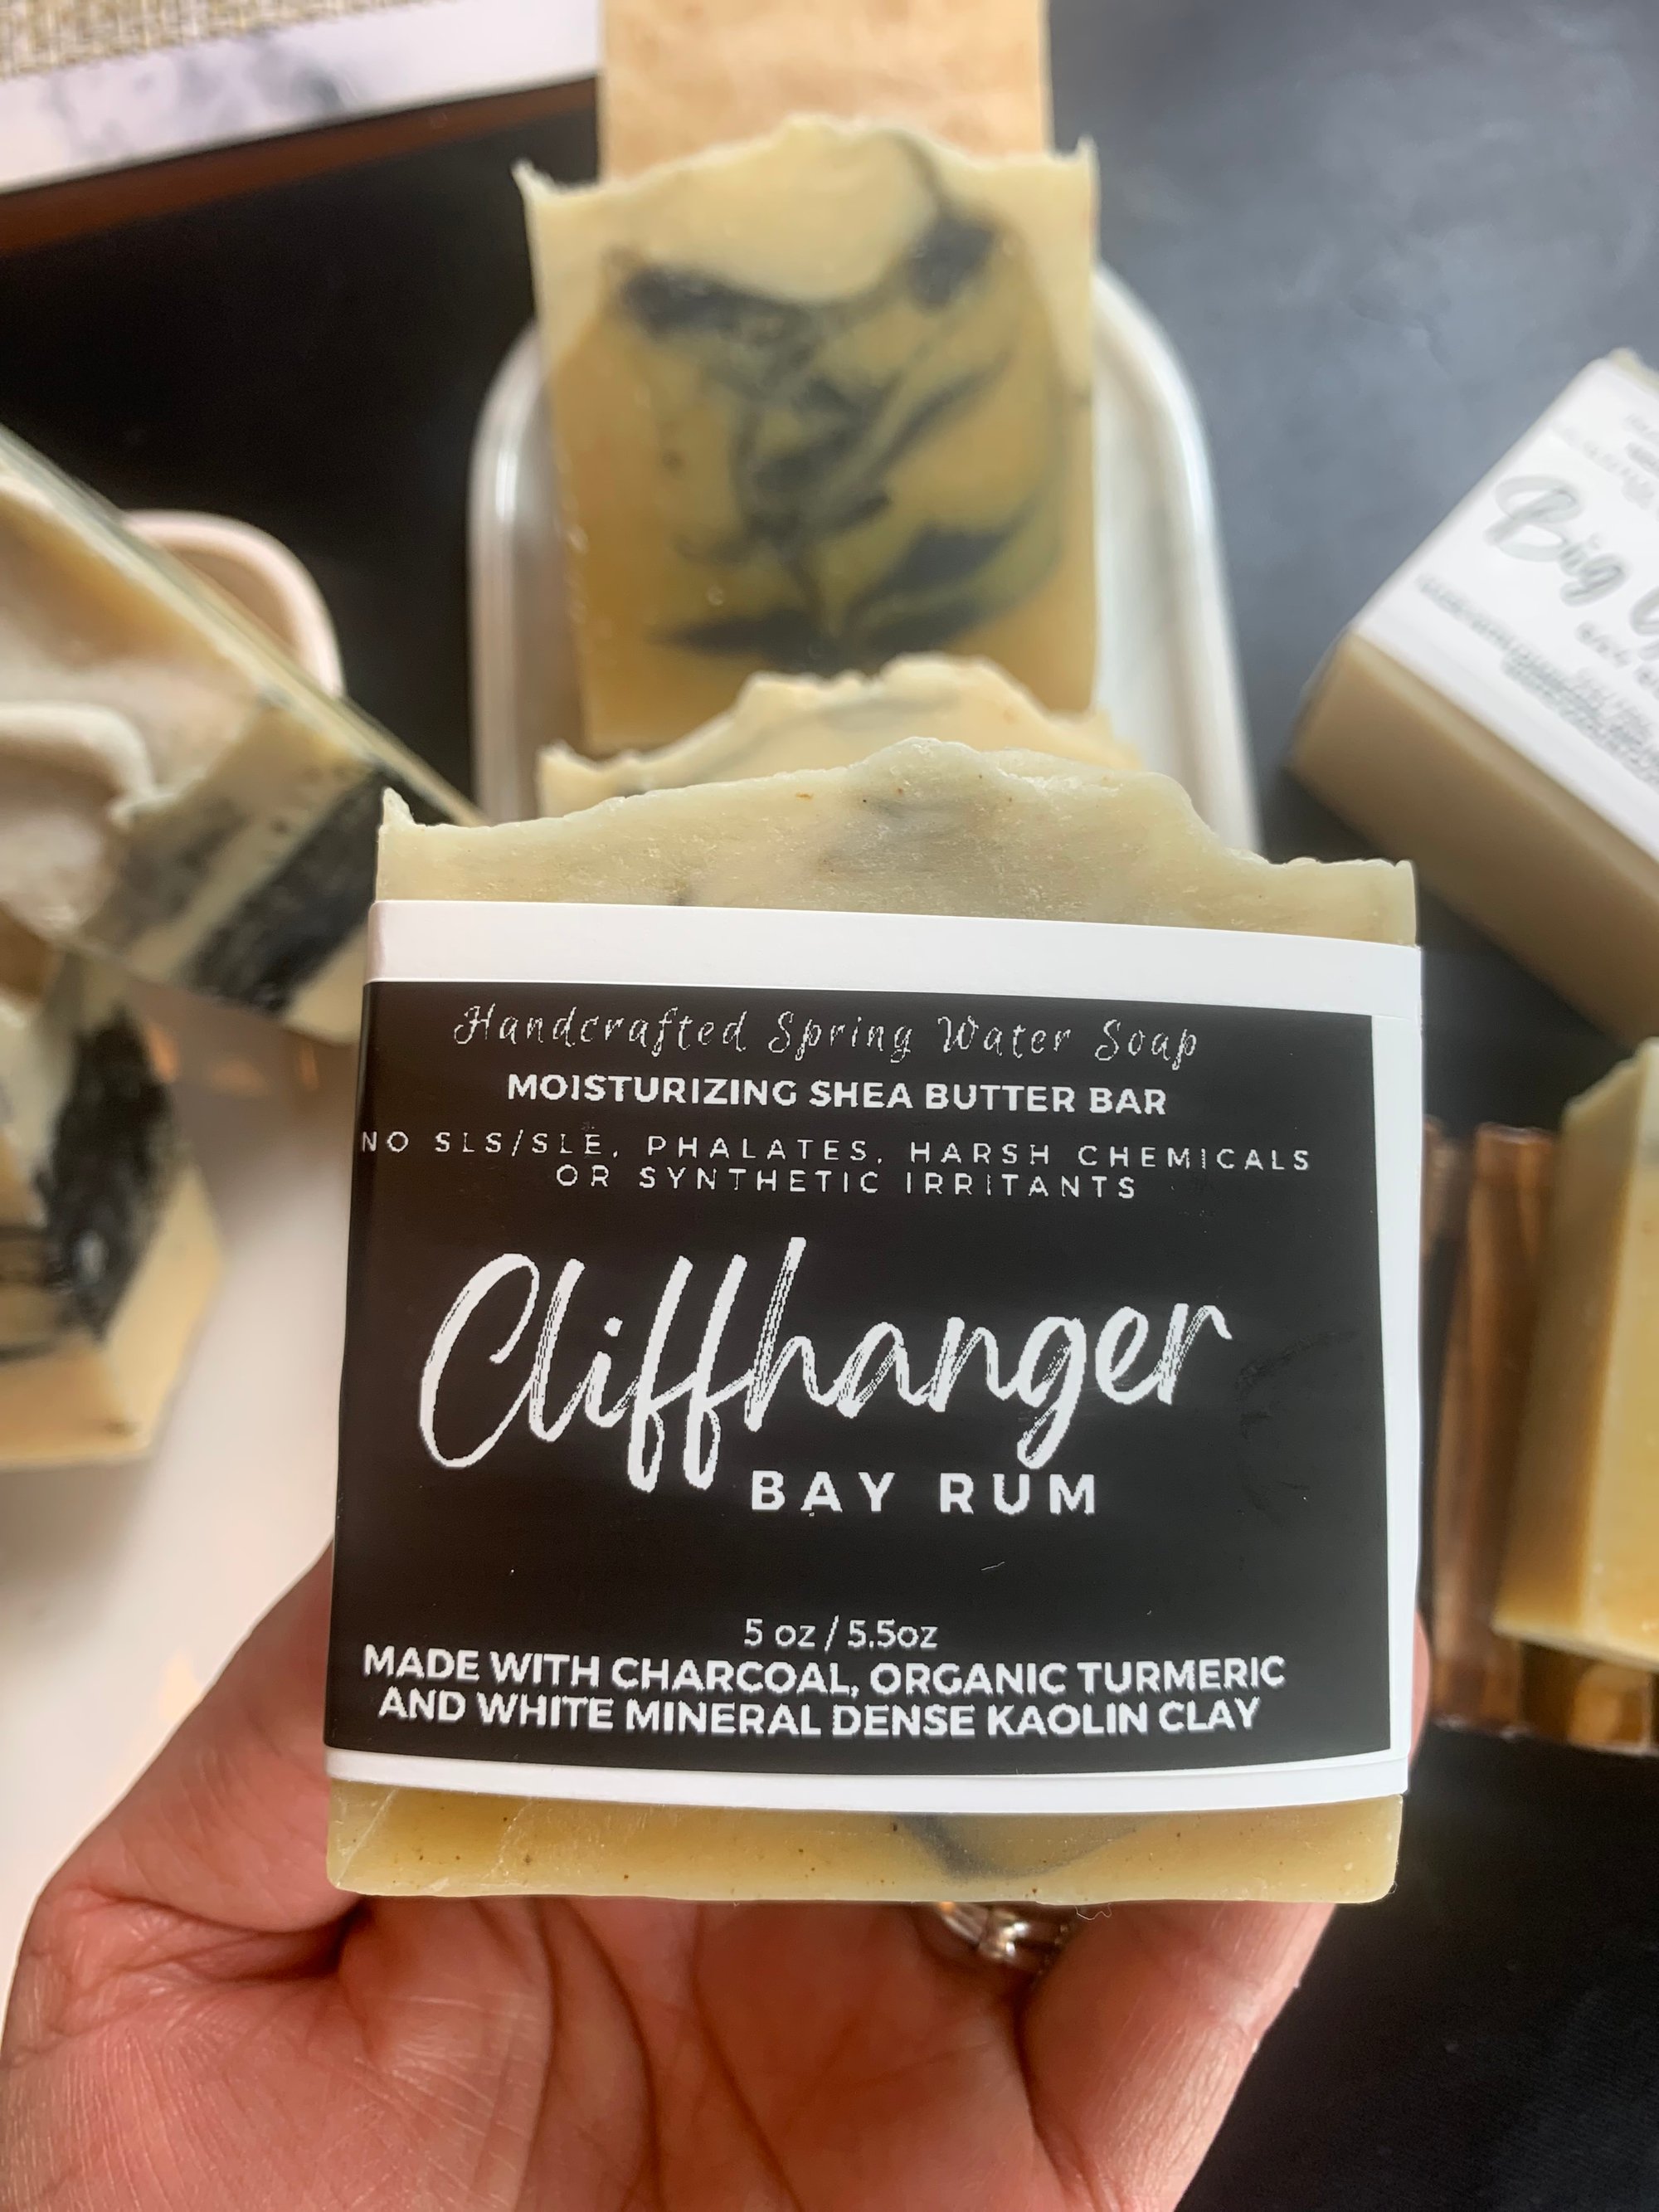 Handcrafted Spring Water Soap
MOISTURIZING SHEA BUTTER BAR
NO SLS/SLE, PHALATES, HARSH CHEMICALS
OR SYNTHETIC IRRITANTS
Cliffhanger
BAY RUM
5 oz / 5.5oz
MADE WITH CHARCOAL, ORGANIC TURMERIC
AND WHITE MINERAL DENSE KAOLIN CLAY
Big